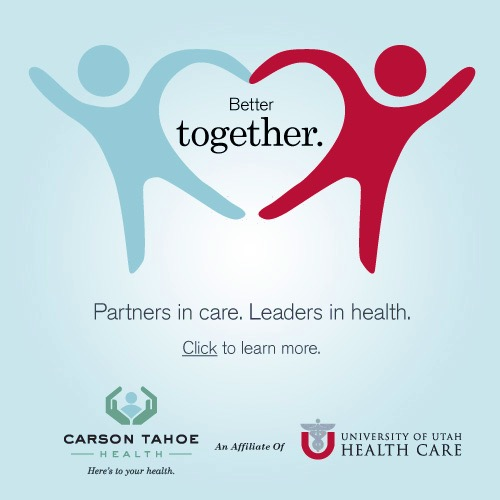 Better
together.
Partners in care. Leaders in health.
Click to learn more.
CARSON TAHOE
HEALTH
Here's to your health.
An Affiliate Of
U
UNIVERSITY OF UTAH
HEALTH CARE